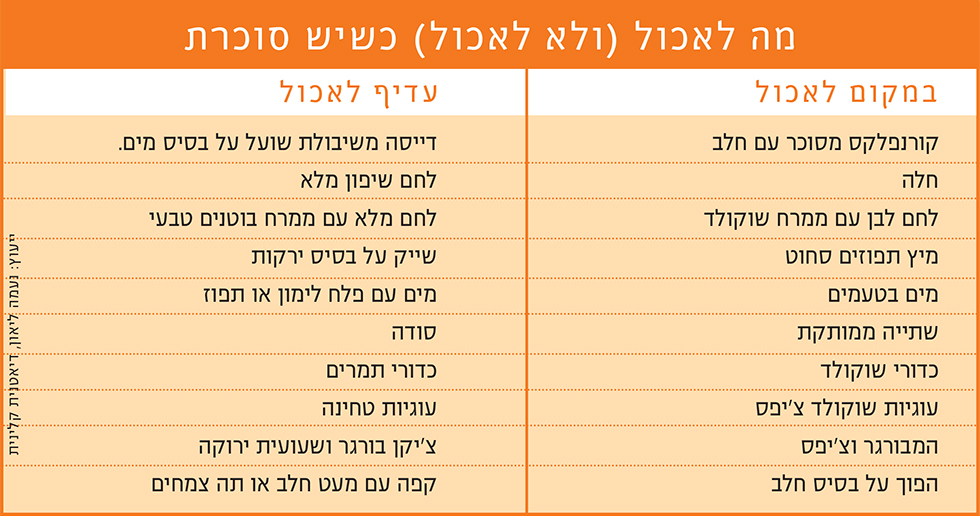 מה לאכול (ולא לאכול) כשיש סוכרת
במקום לאכול	עדיף לאכול
קורנפלקס מסוכר עם חלב	דייסה משיבולת שועל על בסיס מים.
חלה	לחם שיפון מלא
לחם לבן עם ממרח שוקולד	לחם מלא עם ממרח בוטנים טבעי
מיץ תפוזים סחוט	שייק על בסיס ירקות
מים בטעמים	מים עם פלח לימון או תפוז
שתייה ממותקת	סודה
כדורי שוקולד	כדורי תמרים
עוגיות שוקולד צ'יפס	עוגיות טחינה
המבורגר וצ'יפס	צ'יקן בורגר ושעועית ירוקה
הפוך על בסיס חלב	קפה עם מעט חלב או תה צמחים
ייעוץ: נעמה ליאון, דיאטנית קלינית